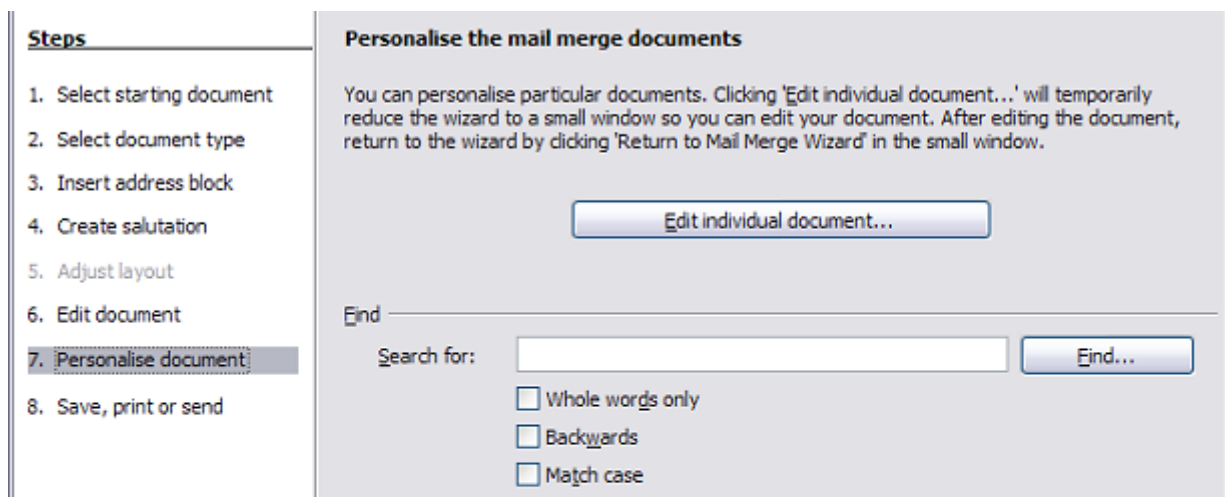 Steps
1. Select starting document
2. Select document type
3. Insert address block
4. Create salutation
5. Adjust layout
6. Edit document
7. Personalise document
8. Save, print or send
Personalise the mail merge documents
You can personalise particular documents. Clicking 'Edit individual document...' will temporarily
reduce the wizard to a small window so you can edit your document. After editing the document,
return to the wizard by clicking 'Return to Mail Merge Wizard' in the small window.
Edit individual document...
Find
Search for:
Find...
Whole words only
Backwards
Match case